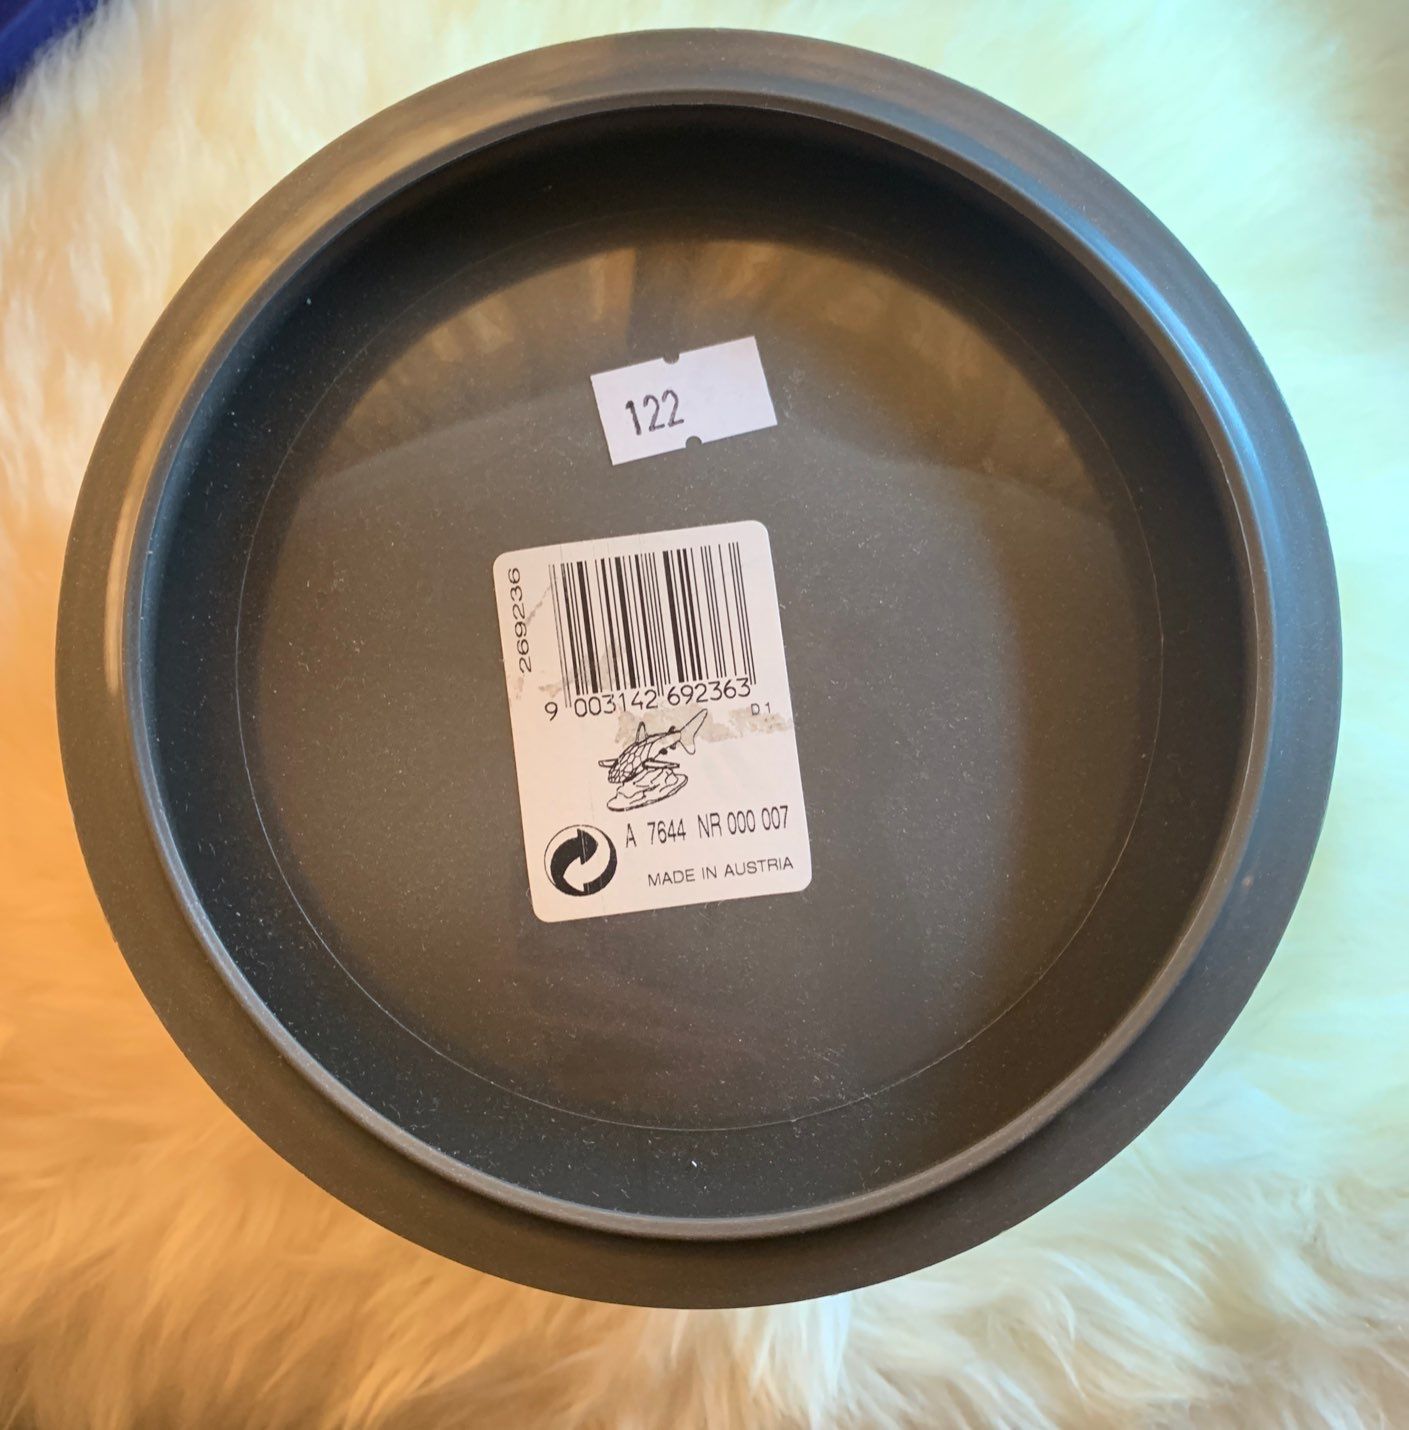 122
269236
9 003142 692363
D1
A 7644 NR 000 007
MADE IN AUSTRIA